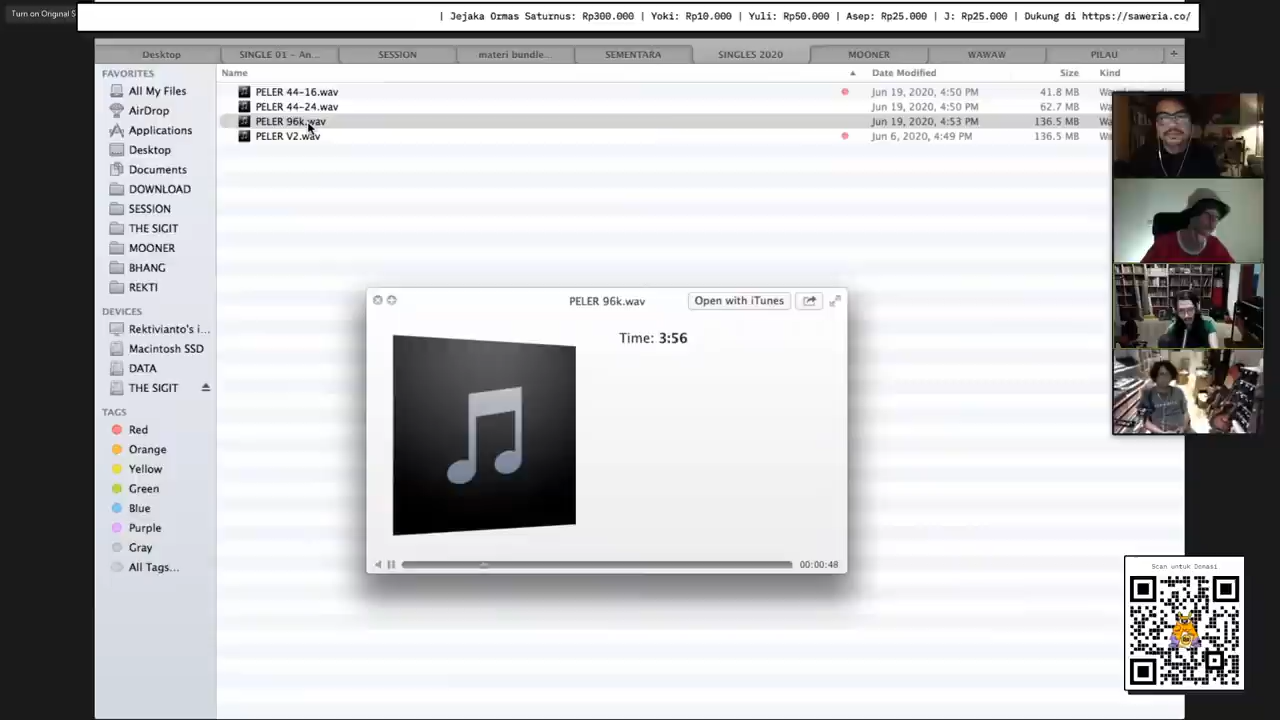 Turn on Original S
| Jejaka Ormas Saturnus: Rp300.000 | Yoki: Rp10.000 | Yuli: Rp50.000 | Asep: Rp25.000 | J: Rp25.000 | Dukung di https://saweria.co/
Desktop SINGLE 01 – An... SESSION materi bundle... SEMENTARA SINGLES 2020 MOONER WAWAW PILAU +
FAVORITES
All My Files
AirDrop
Applications
Desktop
Documents
DOWNLOAD
SESSION
THE SIGIT
MOONER
BHANG
REKTI
DEVICES
Rektivianto's i...
Macintosh SSD
DATA
THE SIGIT
TAGS
Red
Orange
Yellow
Green
Blue
Purple
Gray
All Tags...
Name Date Modified Size Kind
PELER 44-16.wav Jun 19, 2020, 4:50 PM 41.8 MB
PELER 44-24.wav Jun 19, 2020, 4:50 PM 62.7 MB
PELER 96k.wav Jun 19, 2020, 4:53 PM 136.5 MB
PELER V2.wav Jun 6, 2020, 4:49 PM 136.5 MB
PELER 96k.wav Open with iTunes
Time: 3:56
00:00:48
Scan untuk Donasi